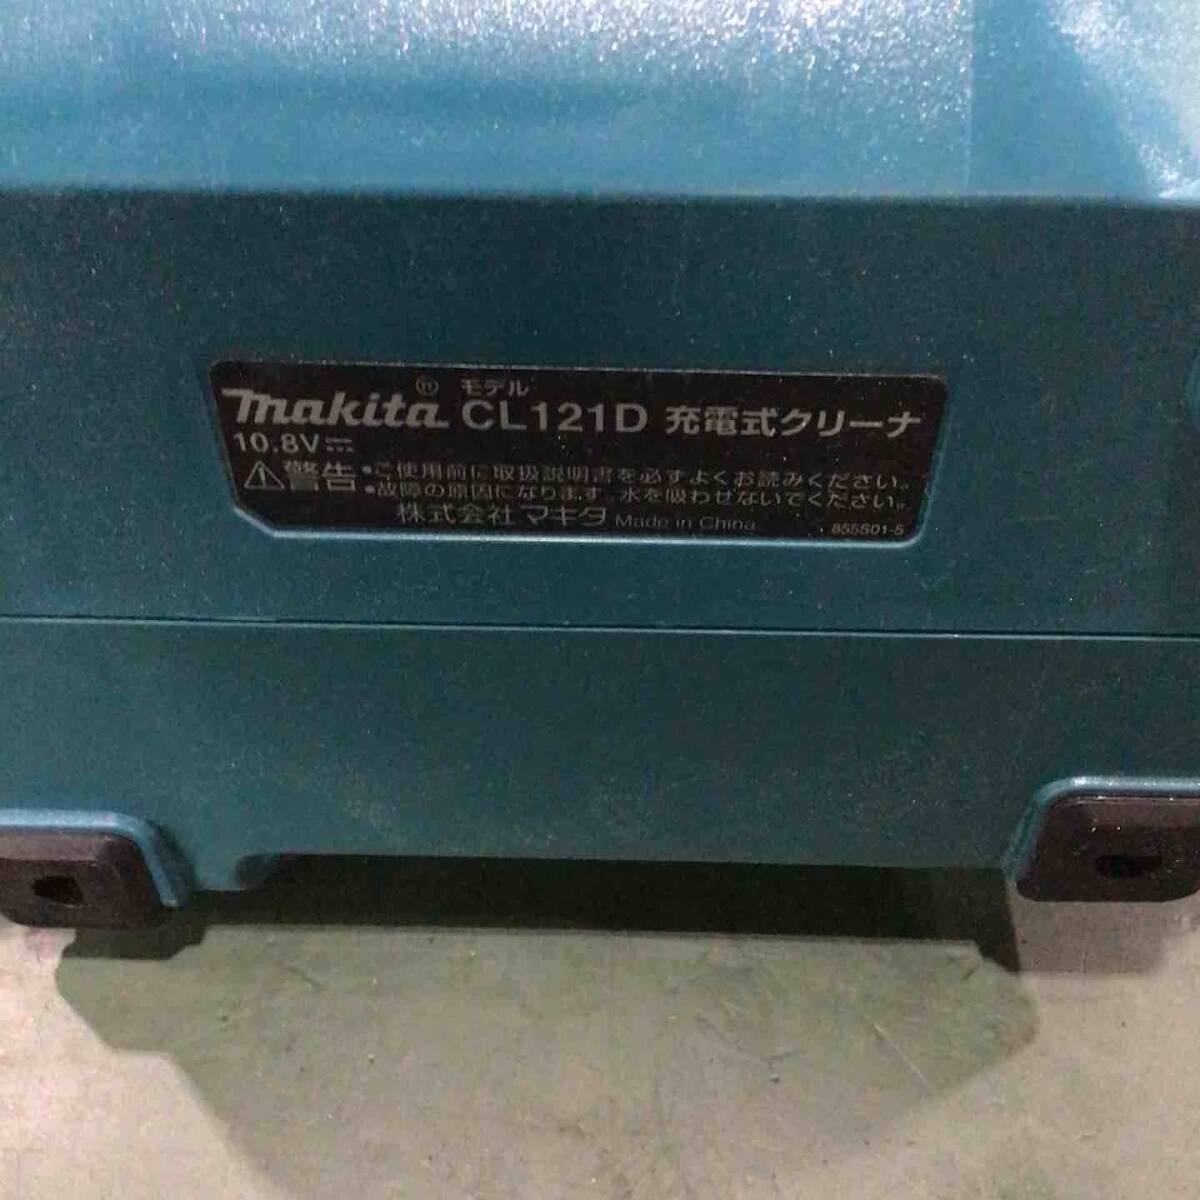 モデル
makita CL121D 充電式クリーナ
10.8V
警告 •ご使用前に取扱説明書を必ずよくお読みください。
•故障の原因になります。水を吸わせないでください。
株式会社マキタ Made in China 855S01-5